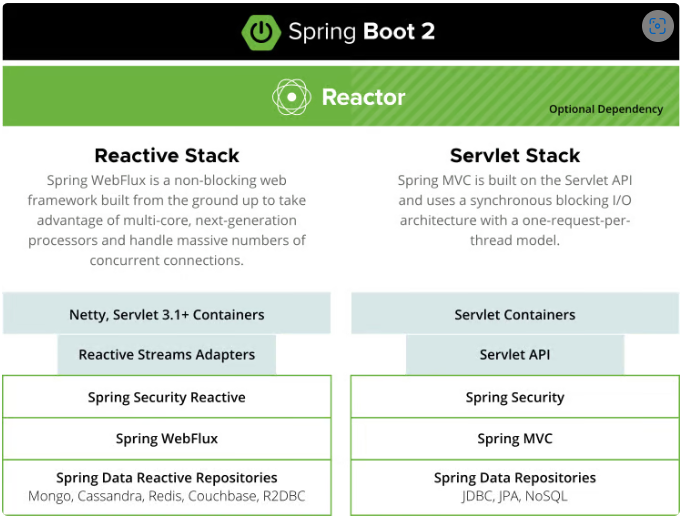 Spring Boot 2
Reactor
Optional Dependency
Reactive Stack
Spring WebFlux is a non-blocking web
framework built from the ground up to take
advantage of multi-core, next-generation
processors and handle massive numbers of
concurrent connections.
Servlet Stack
Spring MVC is built on the Servlet API
and uses a synchronous blocking I/O
architecture with a one-request-per-
thread model.
Netty, Servlet 3.1+ Containers
Reactive Streams Adapters
Spring Security Reactive
Spring WebFlux
Spring Data Reactive Repositories
Mongo, Cassandra, Redis, Couchbase, R2DBC
Servlet Containers
Servlet API
Spring Security
Spring MVC
Spring Data Repositories
JDBC, JPA, NoSQL